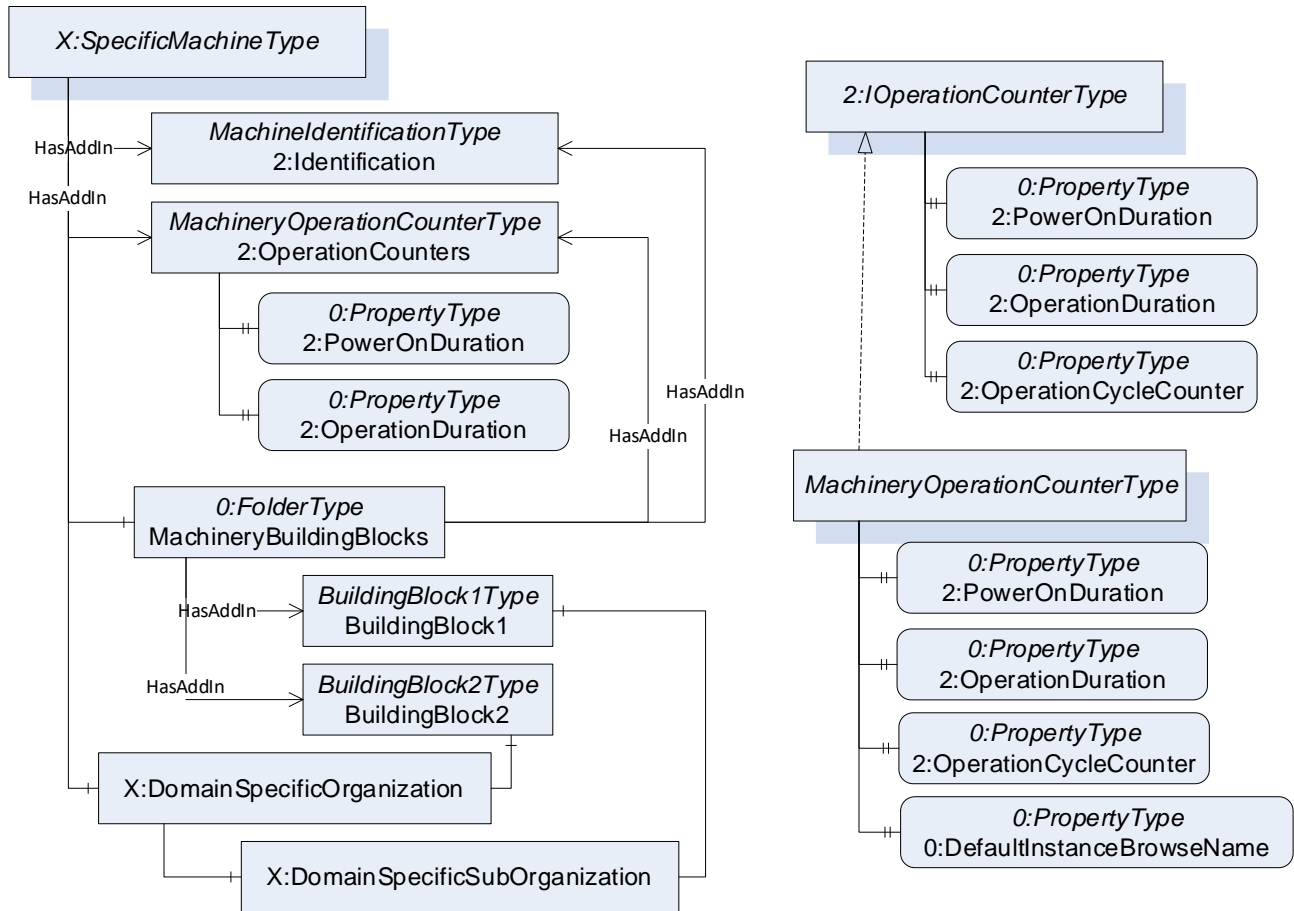 X:SpecificMachineType
HasAddIn
MachineIdentificationType
2:Identification
HasAddIn
MachineryOperationCounterType
2:OperationCounters
0:PropertyType
2:PowerOnDuration
0:PropertyType
2:OperationDuration
HasAddIn
HasAddIn
0:FolderType
MachineryBuildingBlocks
HasAddIn
BuildingBlock1Type
BuildingBlock1
HasAddIn
BuildingBlock2Type
BuildingBlock2
X:DomainSpecificOrganization
X:DomainSpecificSubOrganization
2:IOperationCounterType
0:PropertyType
2:PowerOnDuration
0:PropertyType
2:OperationDuration
0:PropertyType
2:OperationCycleCounter
MachineryOperationCounterType
0:PropertyType
2:PowerOnDuration
0:PropertyType
2:OperationDuration
0:PropertyType
2:OperationCycleCounter
0:PropertyType
0:DefaultInstanceBrowseName